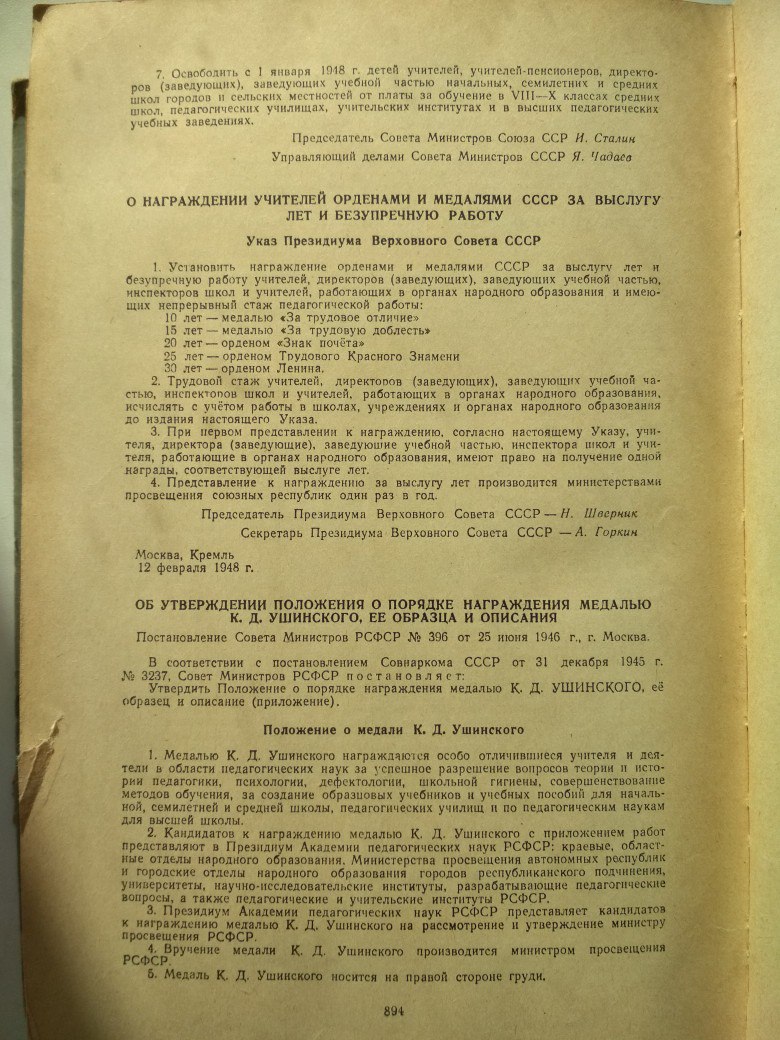 7. Освободить с 1 января 1948 г. детей учителей, учителей-пенсионеров, директо-
ров (заведующих), заведующих учебной частью начальных, семилетних и средних
школ городов и сельских местностей от платы за обучение в VIII—X классах средних
школ, педагогических училищах, учительских институтах и в высших педагогических
учебных заведениях.
Председатель Совета Министров Союза ССР И. Сталин
Управляющий делами Совета Министров СССР Я. Чадаев
О НАГРАЖДЕНИИ УЧИТЕЛЕЙ ОРДЕНАМИ И МЕДАЛЯМИ СССР ЗА ВЫСЛУГУ
ЛЕТ И БЕЗУПРЕЧНУЮ РАБОТУ
Указ Президиума Верховного Совета СССР
1. Установить награждение орденами и медалями СССР за выслугу лет и
безупречную работу учителей, директоров (заведующих), заведующих учебной частью,
инспекторов школ и учителей, работающих в органах народного образования и имею-
щих непрерывный стаж педагогической работы:
10 лет — медалью «За трудовое отличие»
15 лет — медалью «За трудовую доблесть»
20 лет — орденом «Знак почёта»
25 лет — орденом Трудового Красного Знамени
30 лет — орденом Ленина.
2. Трудовой стаж учителей, директоров (заведующих), заведующих учебной ча-
стью, инспекторов школ и учителей, работающих в органах народного образования,
исчислять с учётом работы в школах, учреждениях и органах народного образования
до издания настоящего Указа.
3. При первом представлении к награждению, согласно настоящему Указу, учи-
теля, директора (заведующие), заведующие учебной частью, инспектора школ и учи-
теля, работающие в органах народного образования, имеют право на получение одной
награды, соответствующей выслуге лет.
4. Представление к награждению за выслугу лет производится министерствами
просвещения союзных республик один раз в год.
Председатель Президиума Верховного Совета СССР — Н. Шверник
Секретарь Президиума Верховного Совета СССР — А. Горкин
Москва, Кремль
12 февраля 1948 г.
ОБ УТВЕРЖДЕНИИ ПОЛОЖЕНИЯ О ПОРЯДКЕ НАГРАЖДЕНИЯ МЕДАЛЬЮ
К. Д. УШИНСКОГО, ЕЕ ОБРАЗЦА И ОПИСАНИЯ
Постановление Совета Министров РСФСР № 396 от 25 июня 1946 г., г. Москва.
В соответствии с постановлением Совнаркома СССР от 31 декабря 1945 г.
№ 3237, Совет Министров РСФСР постановляет:
Утвердить Положение о порядке награждения медалью К. Д. УШИНСКОГО, её
образец и описание (приложение).
Положение о медали К. Д. Ушинского
1. Медалью К. Д. Ушинского награждаются особо отличившиеся учителя и дея-
тели в области педагогических наук за успешное разрешение вопросов теории и исто-
рии педагогики, психологии, дефектологии, школьной гигиены, совершенствование
методов обучения, за создание образцовых учебников и учебных пособий для началь-
ной, семилетней и средней школы, педагогических училищ и по педагогическим наукам
для высшей школы.
2. Кандидатов к награждению медалью К. Д. Ушинского с приложением работ
представляют в Президиум Академии педагогических наук РСФСР: краевые, област-
ные отделы народного образования. Министерства просвещения автономных республик
и городские отделы народного образования городов республиканского подчинения,
университеты, научно-исследовательские институты, разрабатывающие педагогические
вопросы, а также педагогические и учительские институты РСФСР.
3. Президиум Академии педагогических наук РСФСР представляет кандидатов
к награждению медалью К. Д. Ушинского на рассмотрение и утверждение министру
просвещения РСФСР.
4. Вручение медали К. Д. Ушинского производится министром просвещения
РСФСР.
5. Медаль К. Д. Ушинского носится на правой стороне груди.
894